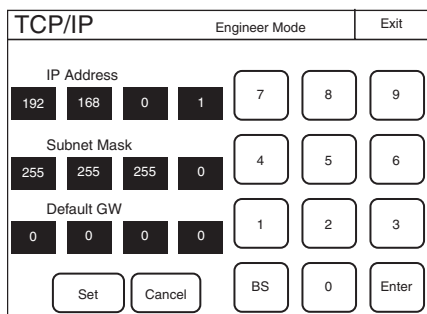 TCP/IP Engineer Mode Exit
IP Address
192 168 0 1
7 8 9
Subnet Mask
255 255 255 0
4 5 6
Default GW
0 0 0 0
1 2 3
Set Cancel
BS 0 Enter